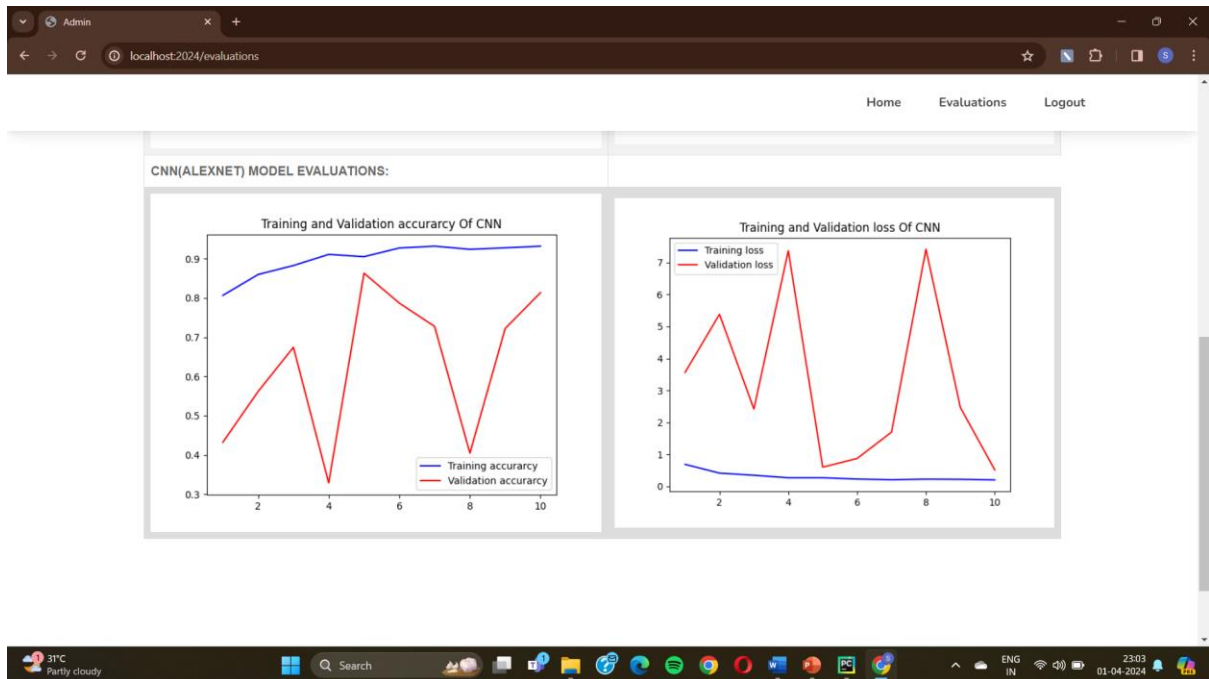 Admin
localhost:2024/evaluations
S
Home Evaluations Logout
CNN(ALEXNET) MODEL EVALUATIONS:
Training and Validation accurarcy Of CNN
0.9
0.8
0.7
0.6
0.5
0.4
0.3
2 4 6 8 10
Training accurarcy
Validation accurarcy
Training and Validation loss Of CNN
Training loss
Validation loss
7
6
5
4
3
2
1
0
2 4 6 8 10
1
31°C
Partly cloudy
Search
ENG
IN
23:03
01-04-2024